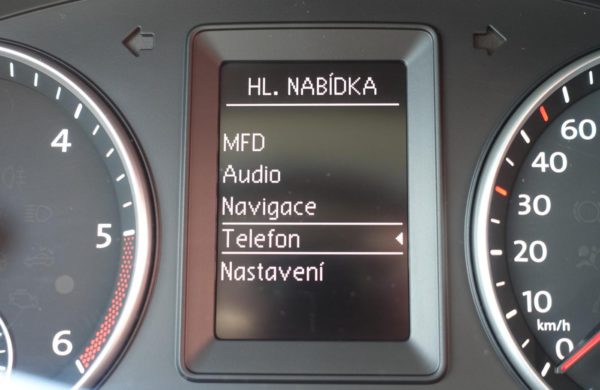 HL. NABÍDKA
MFD
Audio
Navigace
Telefon
Nastavení
4
5
6
60
40
30
20
10
km/h
0